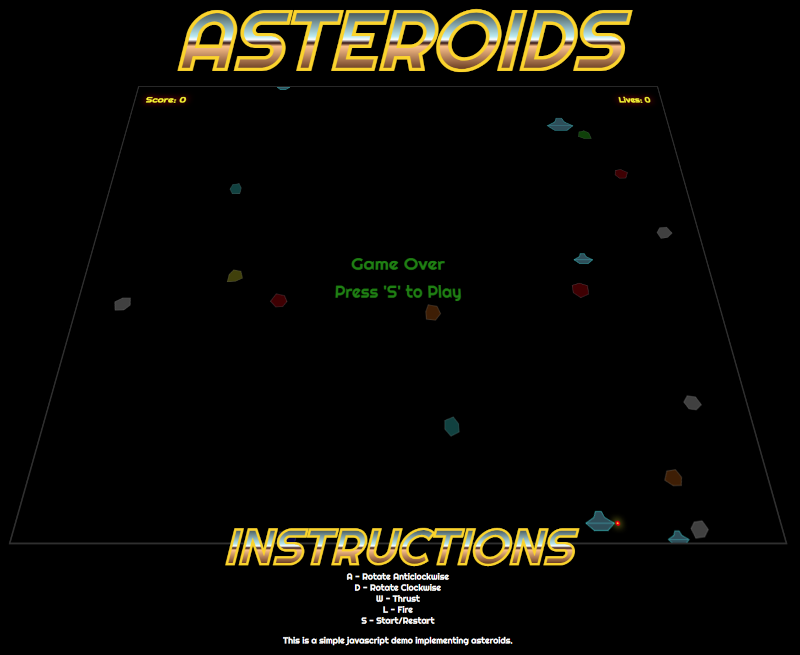 ASTEROIDS
Score: 0
Lives: 0
Game Over
Press 'S' to Play
INSTRUCTIONS
A - Rotate Anticlockwise
D - Rotate Clockwise
W - Thrust
L - Fire
S - Start/Restart
This is a simple javascript demo implementing asteroids.